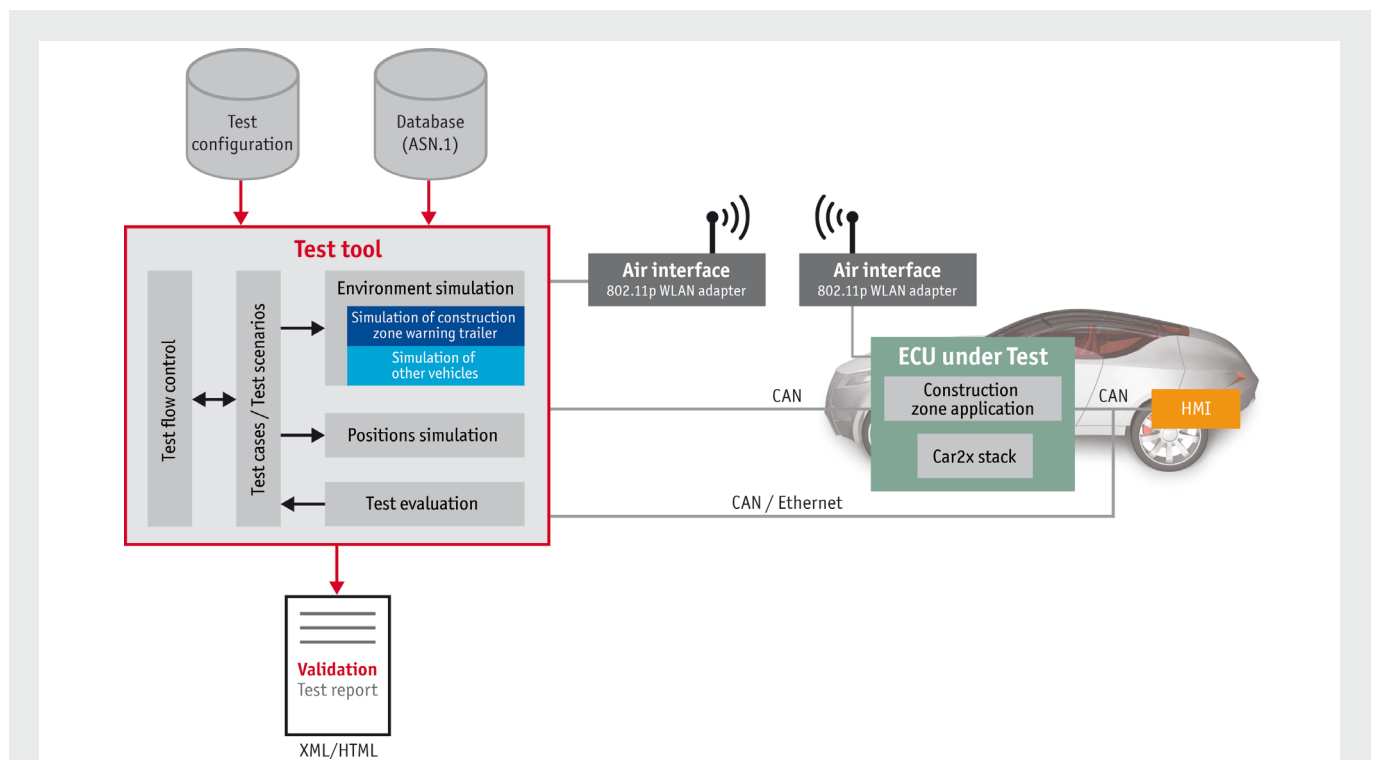 Test
configuration
Database
(ASN.1)
Test tool
Test flow control
Test cases / Test scenarios
Environment simulation
Simulation of construction
zone warning trailer
Simulation of
other vehicles
Positions simulation
Test evaluation
Air interface
802.11p WLAN adapter
Air interface
802.11p WLAN adapter
ECU under Test
Construction
zone application
Car2x stack
CAN
CAN
HMI
CAN / Ethernet
Validation
Test report
XML/HTML